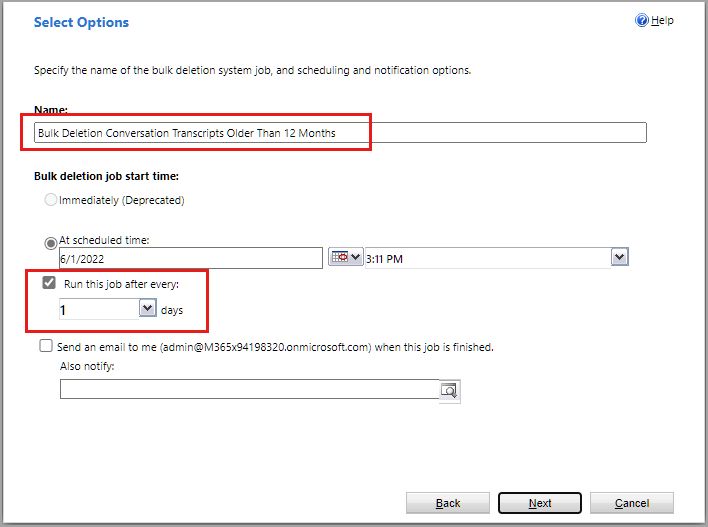 Select Options
Help
Specify the name of the bulk deletion system job, and scheduling and notification options.
Name:
Bulk Deletion Conversation Transcripts Older Than 12 Months
Bulk deletion job start time:
Immediately (Deprecated)
At scheduled time:
6/1/2022 3:11 PM
Run this job after every:
1 days
Send an email to me (admin@M365x94198320.onmicrosoft.com) when this job is finished.
Also notify:
Back Next Cancel